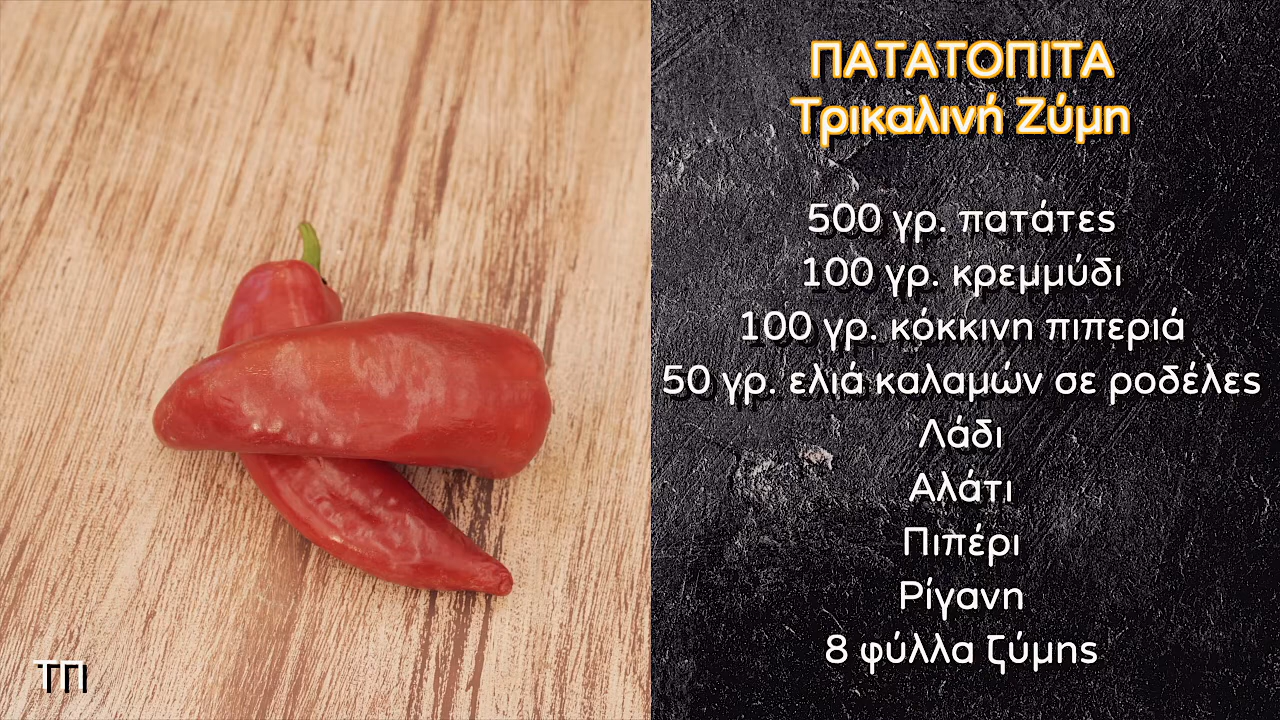 ΠΑΤΑΤΟΠΙΤΑ
Τρικαλινή Ζύμη
500 γρ. πατάτες
100 γρ. κρεμμύδι
100 γρ. κόκκινη πιπεριά
50 γρ. ελιά καλαμών σε ροδέλες
Λάδι
Αλάτι
Πιπέρι
Ρίγανη
8 φύλλα ζύμης
ΤΠ